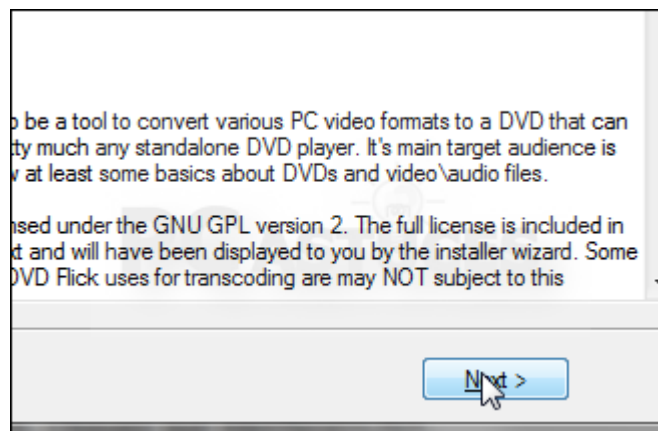 be a tool to convert various PC video formats to a DVD that can
tty much any standalone DVD player. It's main target audience is
at least some basics about DVDs and video\audio files.
nsed under the GNU GPL version 2. The full license is included in
xt and will have been displayed to you by the installer wizard. Some
DVD Flick uses for transcoding are may NOT subject to this
Next >